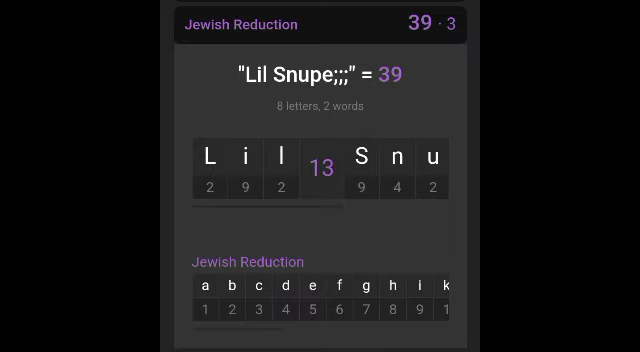 Jewish Reduction 39 · 3
"Lil Snupe;;;" = 39
8 letters, 2 words
L i l 13 S n u
2 9 2 9 4 2
Jewish Reduction
a b c d e f g h i k
1 2 3 4 5 6 7 8 9 1